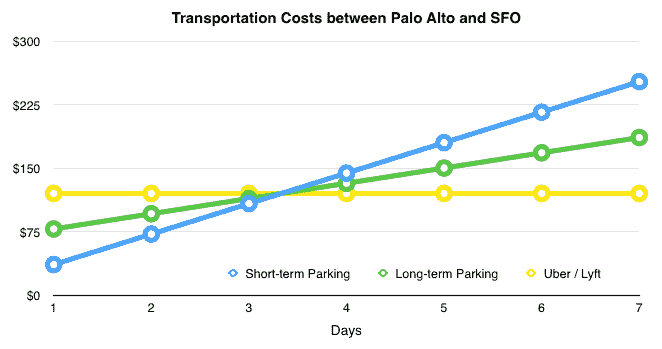 Transportation Costs between Palo Alto and SFO
$300
$225
$150
$75
$0
Short-term Parking Long-term Parking Uber / Lyft
1 2 3 4 5 6 7
Days